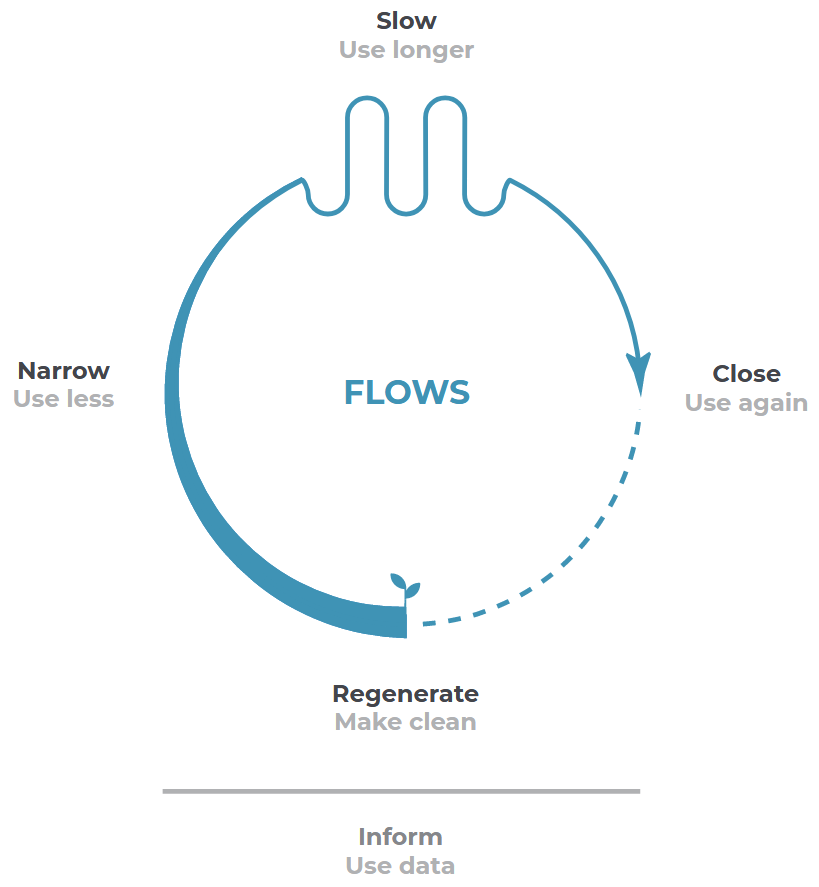 Slow
Use longer
Narrow
Use less
FLOWS
Close
Use again
Regenerate
Make clean
Inform
Use data